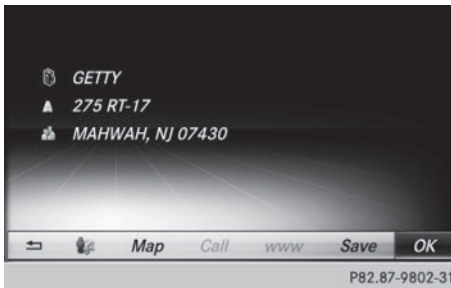 GETTY
A 275 RT-17
MAHWAH, NJ 07430
Map Call www Save OK
P82.87-9802-31